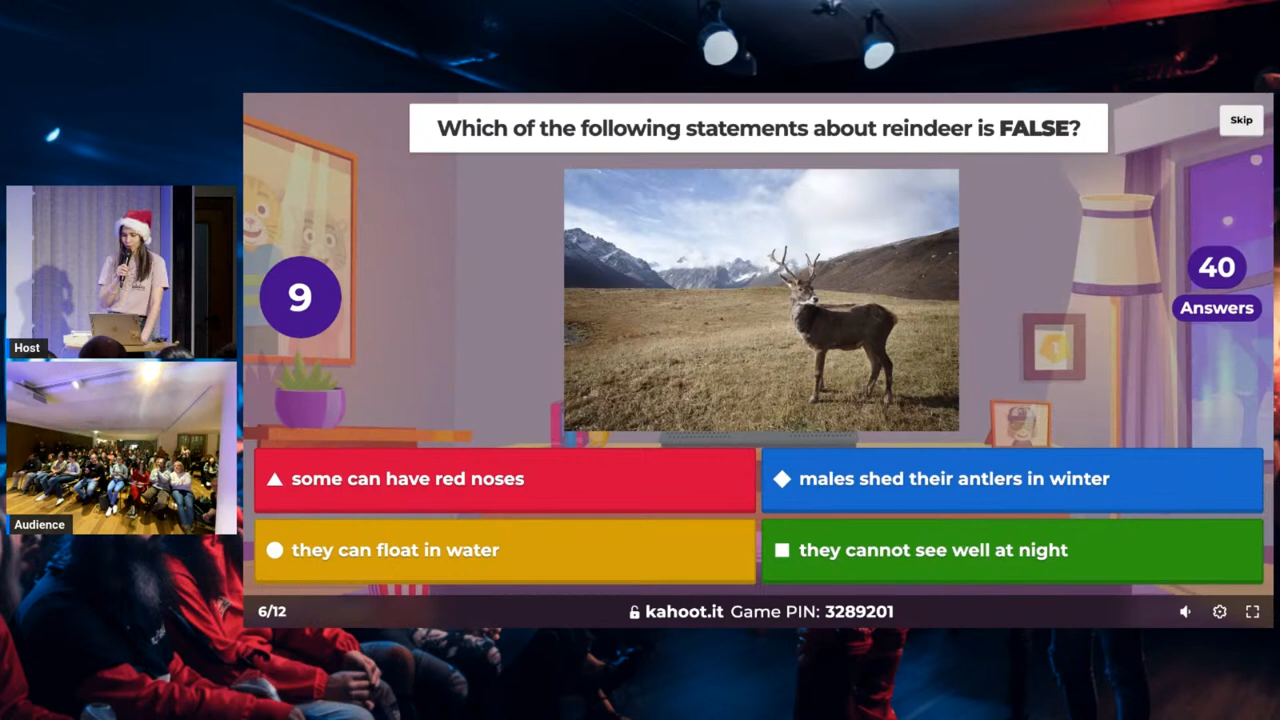 Which of the following statements about reindeer is FALSE?
Skip
9
40
Answers
Host
Audience
some can have red noses
males shed their antlers in winter
they can float in water
they cannot see well at night
6/12
kahoot.it Game PIN: 3289201